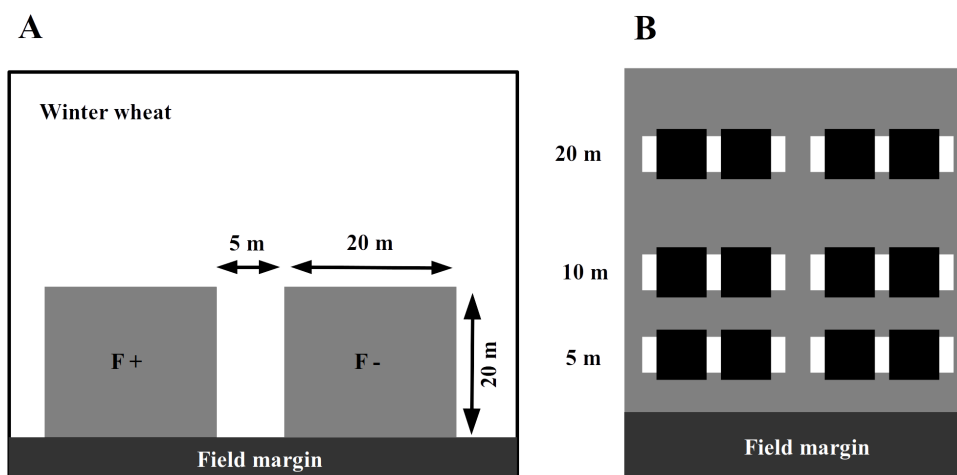 A
Winter wheat
5 m
20 m
F +
F -
20 m
Field margin
B
20 m
10 m
5 m
Field margin